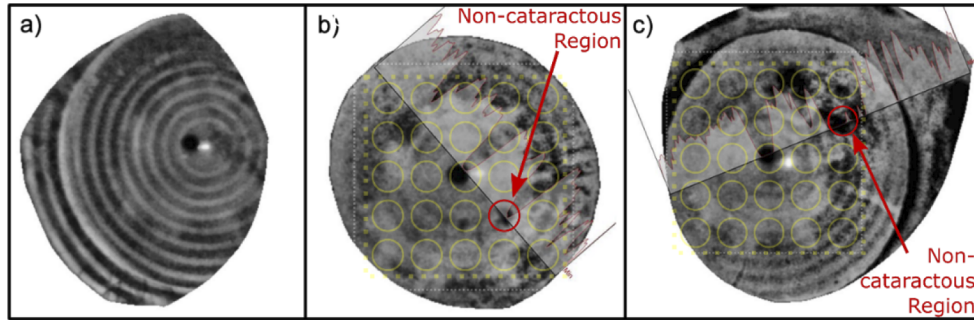 a)
b)
Non-cataractous
Region
c)
Non-
cataractous
Region